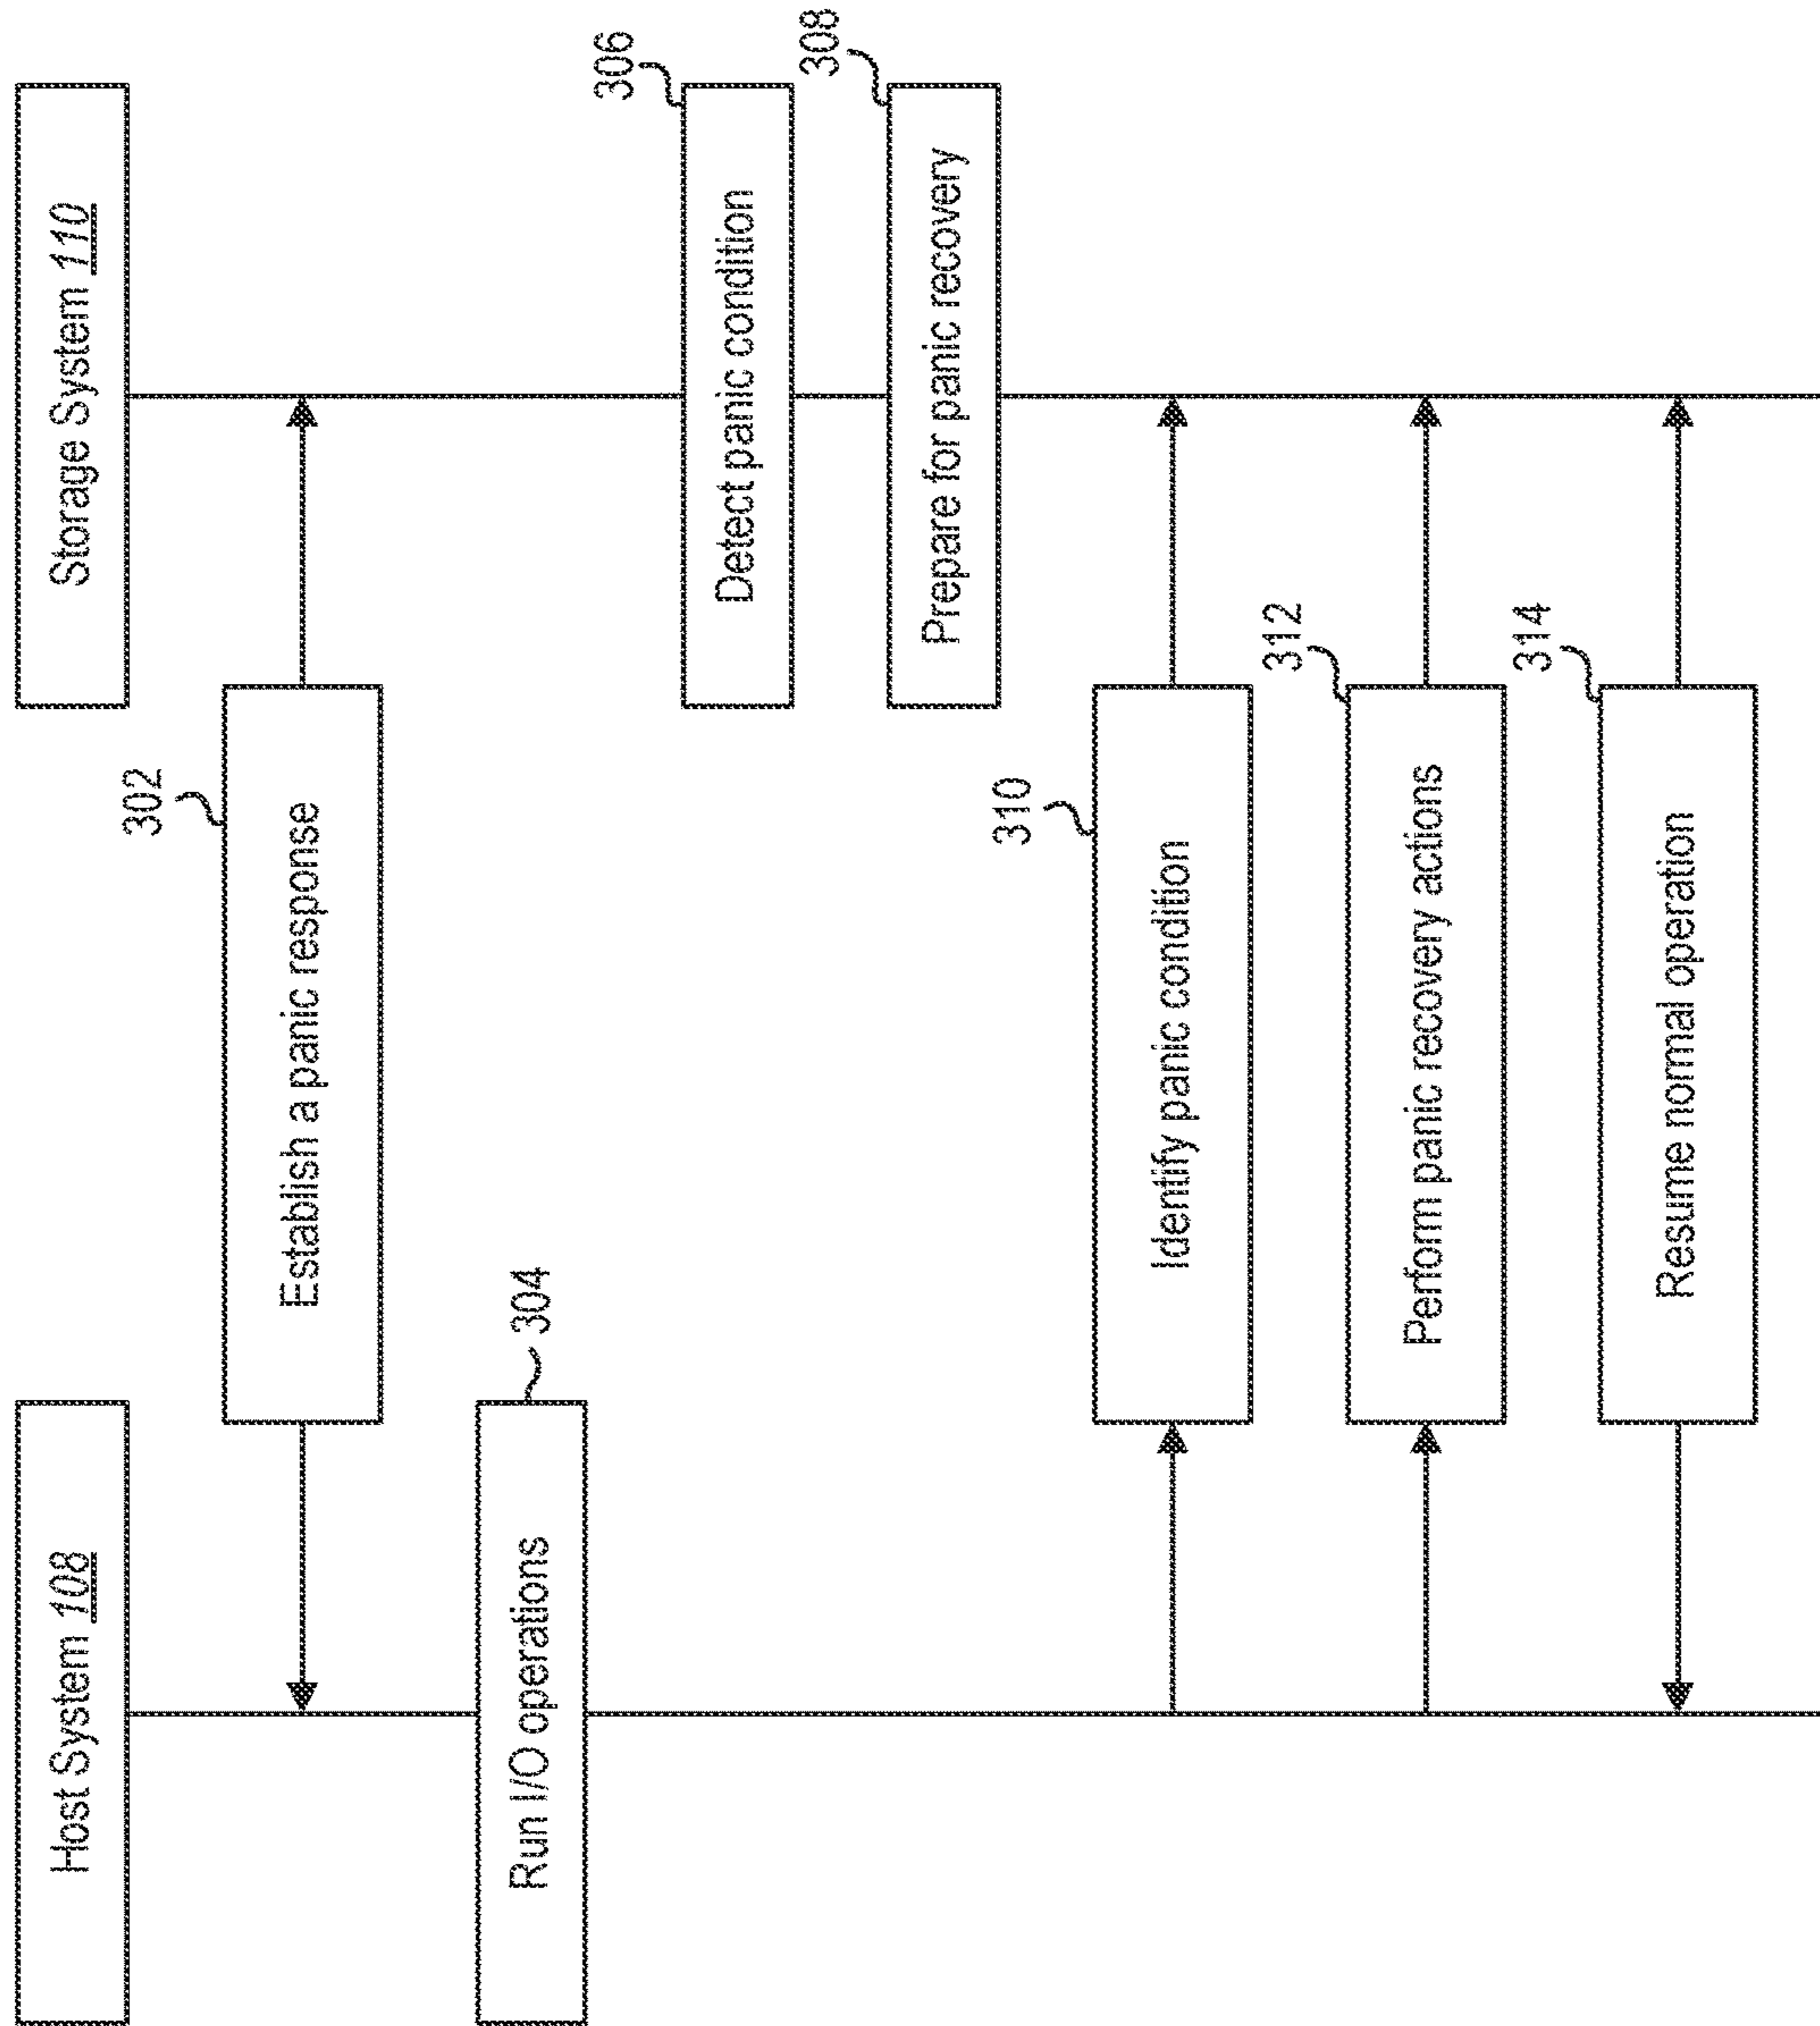 Host System 108
Storage System 110
302
Establish a panic response
304
Run I/O operations
306
Detect panic condition
308
Prepare for panic recovery
310
Identify panic condition
312
Perform panic recovery actions
314
Resume normal operation